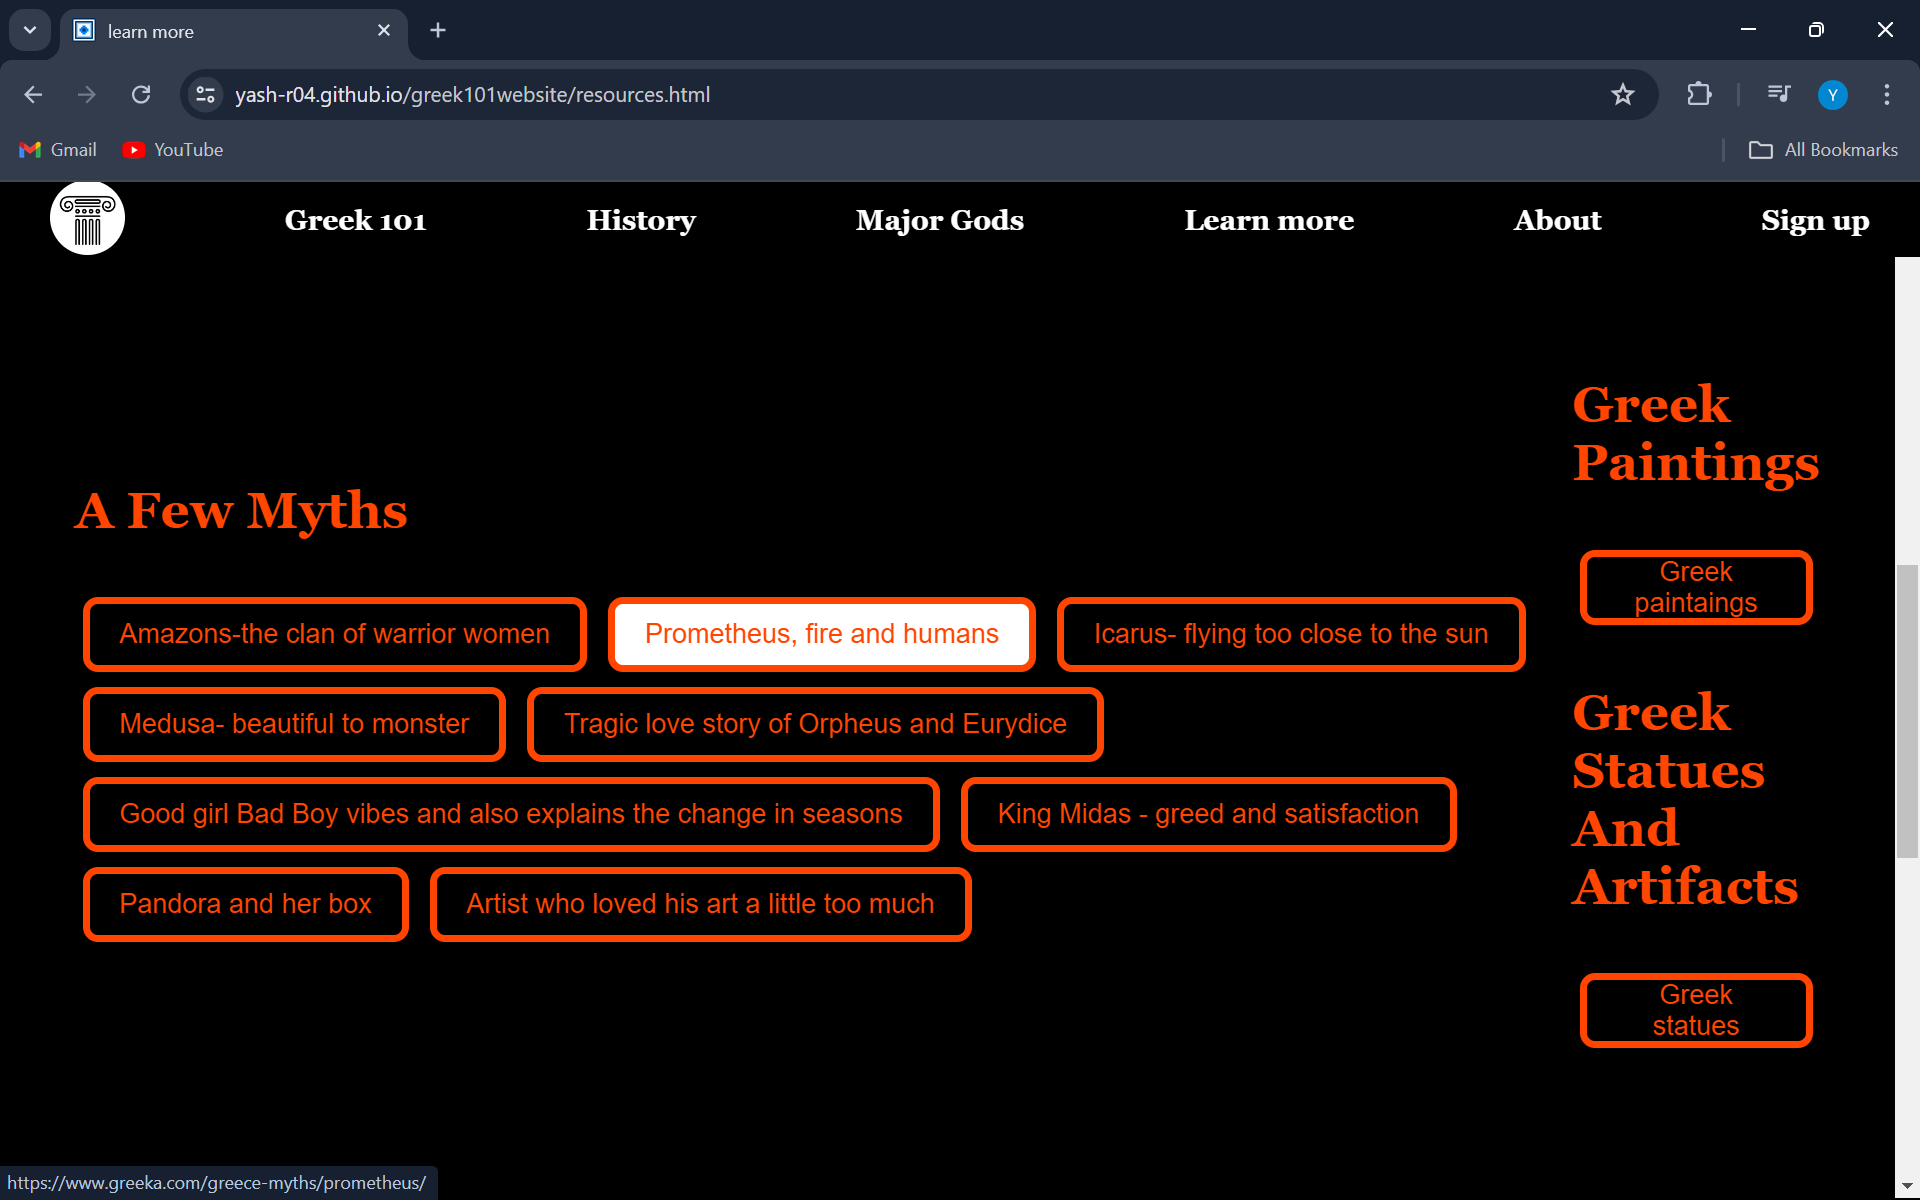 learn more
yash-r04.github.io/greek101website/resources.html
Y
Gmail
YouTube
All Bookmarks
Greek 101
History
Major Gods
Learn more
About
Sign up
A Few Myths
Amazons-the clan of warrior women
Prometheus, fire and humans
Icarus- flying too close to the sun
Medusa- beautiful to monster
Tragic love story of Orpheus and Eurydice
Good girl Bad Boy vibes and also explains the change in seasons
King Midas - greed and satisfaction
Pandora and her box
Artist who loved his art a little too much
Greek
Paintings
Greek
paintaings
Greek
Statues
And
Artifacts
Greek
statues
https://www.greeka.com/greece-myths/prometheus/